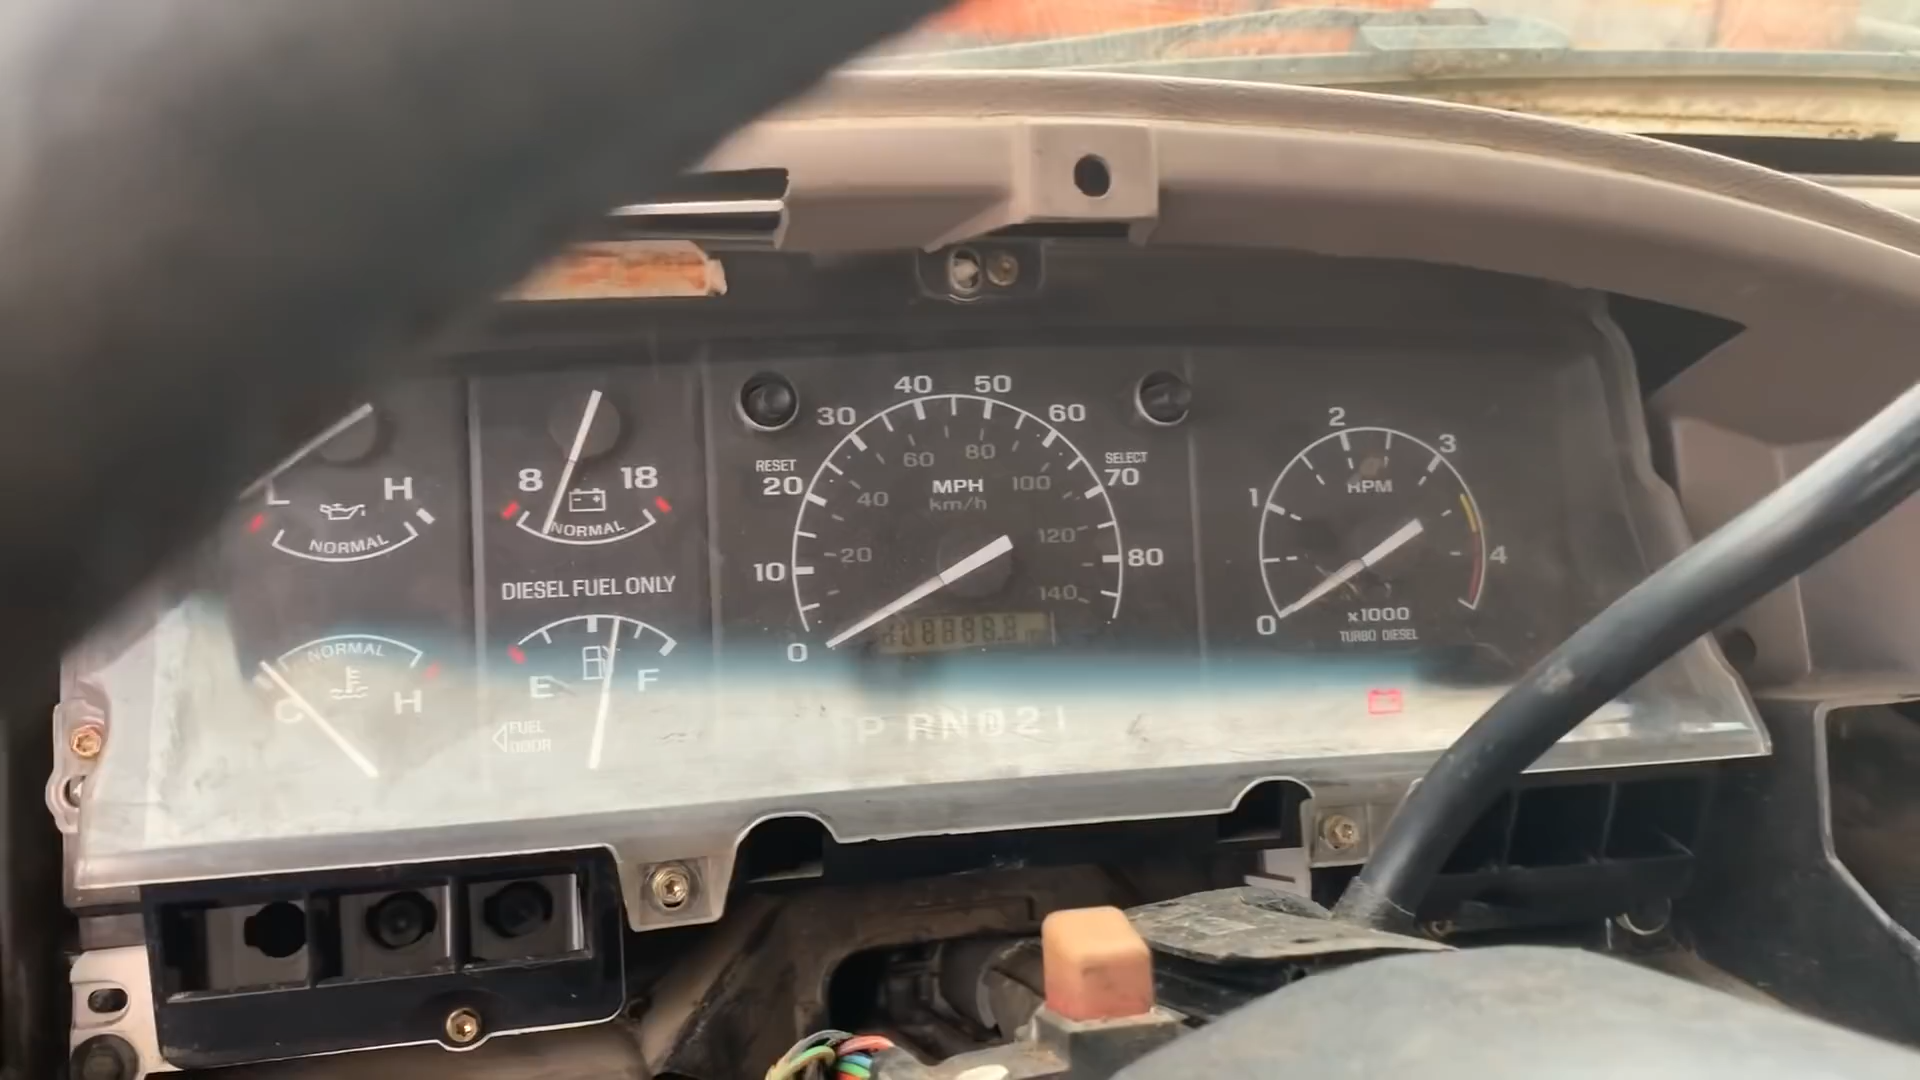 L H
NORMAL
8 18
NORMAL
DIESEL FUEL ONLY
NORMAL
C H
E F
FUEL
DOOR
RESET
SELECT
0 10 20 30 40 50 60 70 80
MPH
km/h
20 40 60 80 100 120 140
P RND21
0 1 2 3 4
RPM
x1000
TURBO DIESEL